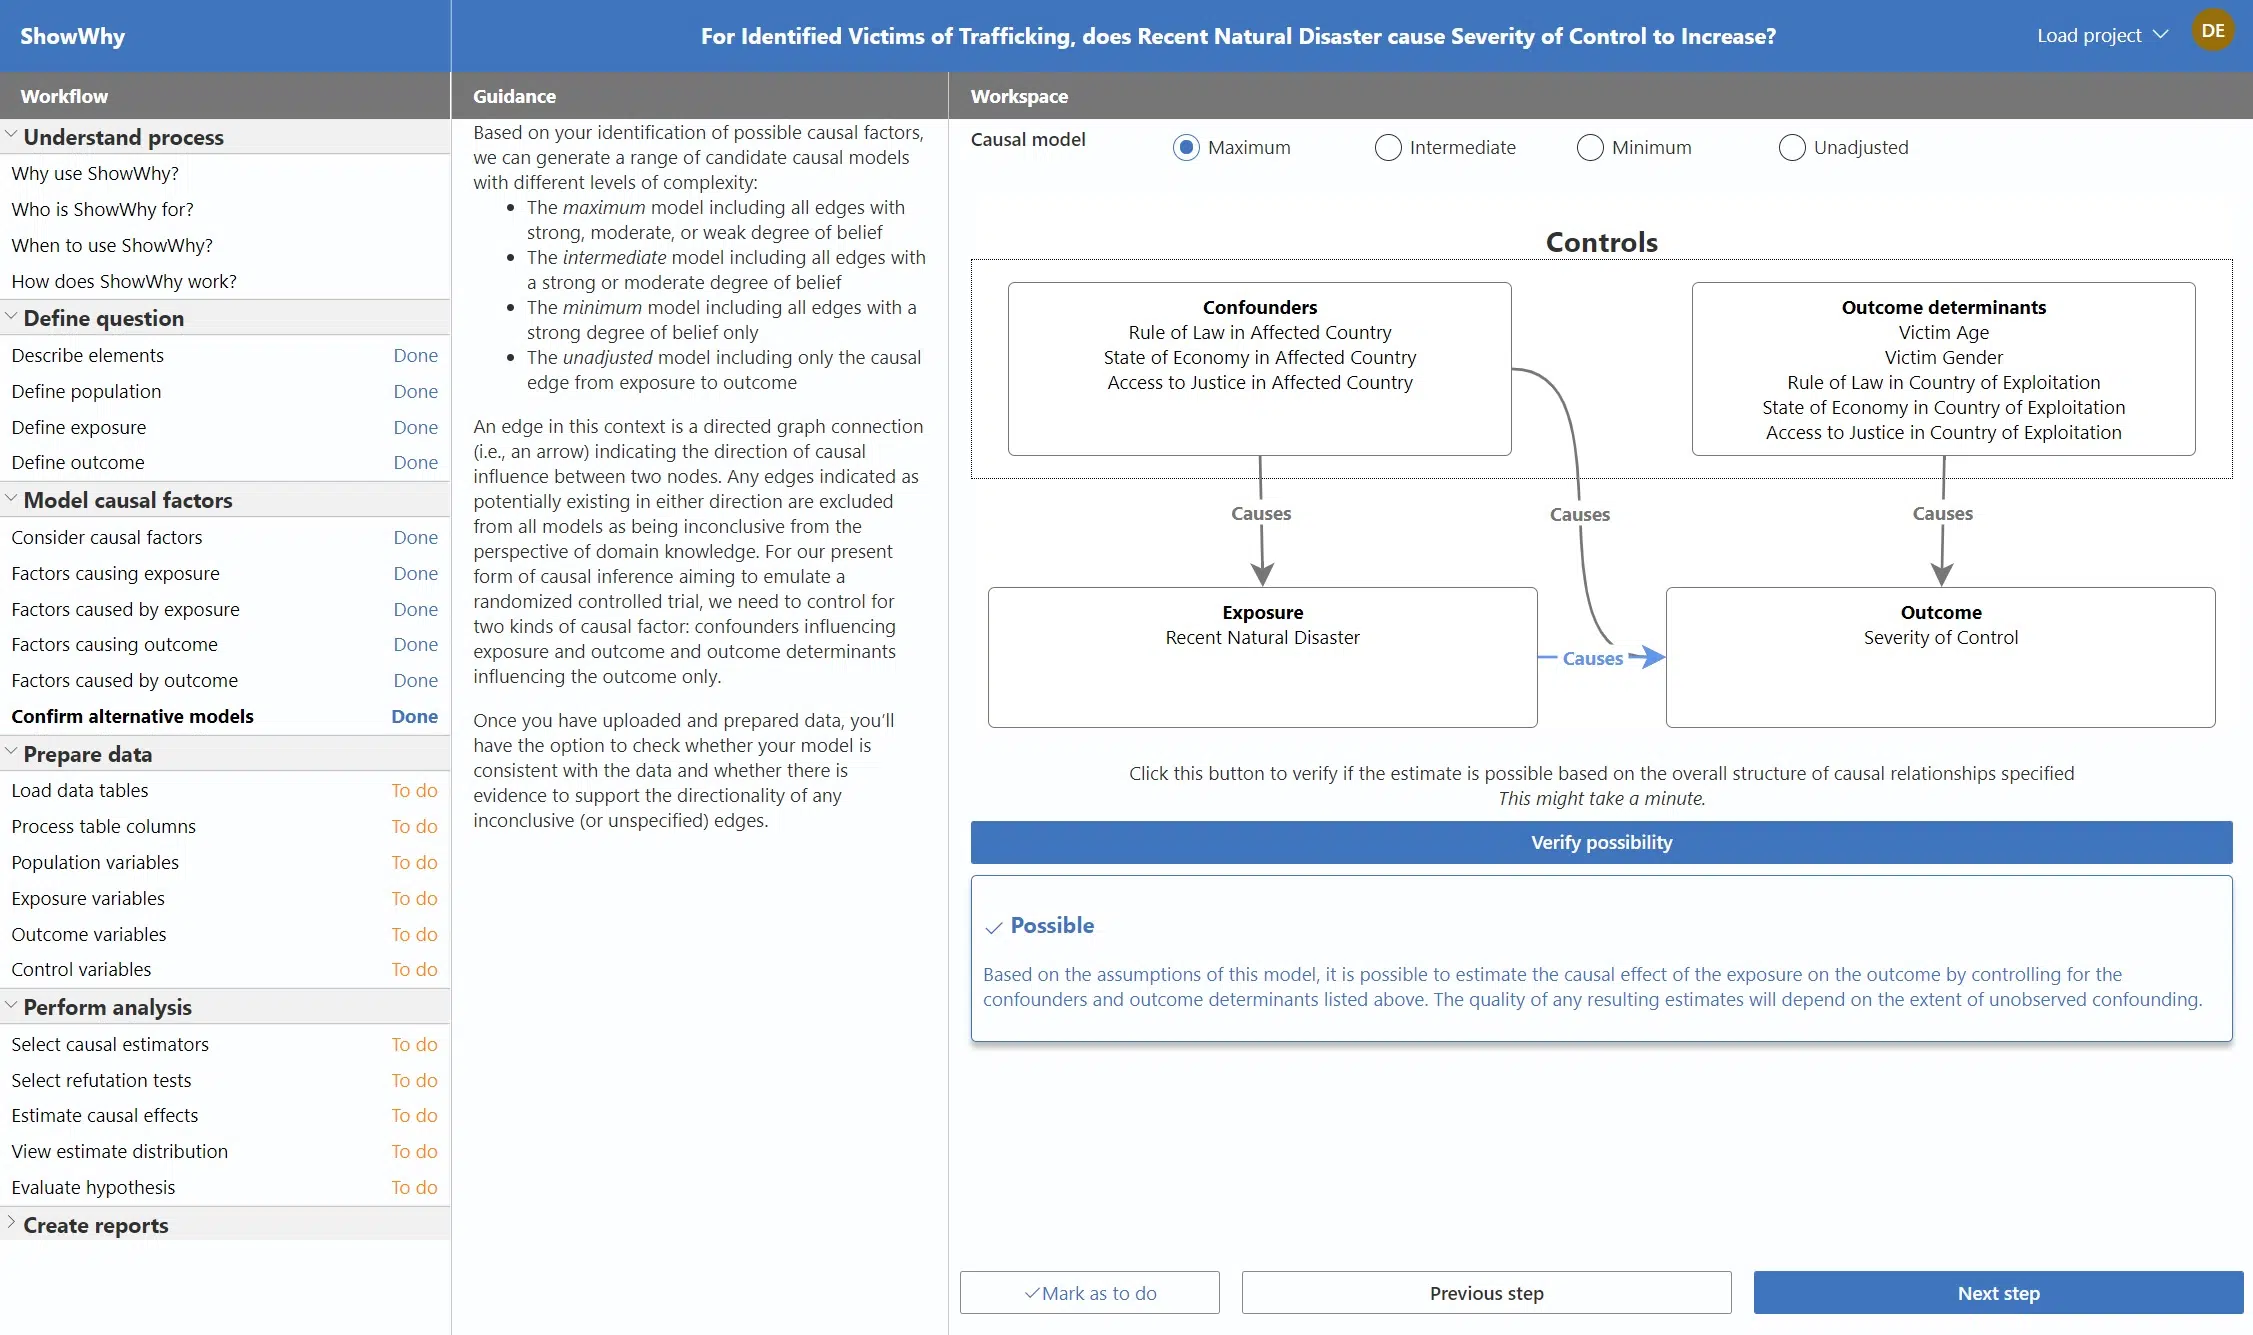 ShowWhy
For Identified Victims of Trafficking, does Recent Natural Disaster cause Severity of Control to Increase?
Load project
DE
Workflow
Understand process
Why use ShowWhy?
Who is ShowWhy for?
When to use ShowWhy?
How does ShowWhy work?
Define question
Describe elements Done
Define population Done
Define exposure Done
Define outcome Done
Model causal factors
Consider causal factors Done
Factors causing exposure Done
Factors caused by exposure Done
Factors causing outcome Done
Factors caused by outcome Done
Confirm alternative models Done
Prepare data
Load data tables To do
Process table columns To do
Population variables To do
Exposure variables To do
Outcome variables To do
Control variables To do
Perform analysis
Select causal estimators To do
Select refutation tests To do
Estimate causal effects To do
View estimate distribution To do
Evaluate hypothesis To do
Create reports
Guidance
Based on your identification of possible causal factors,
we can generate a range of candidate causal models
with different levels of complexity:
• The maximum model including all edges with
strong, moderate, or weak degree of belief
• The intermediate model including all edges with
a strong or moderate degree of belief
• The minimum model including all edges with a
strong degree of belief only
• The unadjusted model including only the causal
edge from exposure to outcome
An edge in this context is a directed graph connection
(i.e., an arrow) indicating the direction of causal
influence between two nodes. Any edges indicated as
potentially existing in either direction are excluded
from all models as being inconclusive from the
perspective of domain knowledge. For our present
form of causal inference aiming to emulate a
randomized controlled trial, we need to control for
two kinds of causal factor: confounders influencing
exposure and outcome and outcome determinants
influencing the outcome only.
Once you have uploaded and prepared data, you’ll
have the option to check whether your model is
consistent with the data and whether there is
evidence to support the directionality of any
inconclusive (or unspecified) edges.
Workspace
Causal model
Maximum
Intermediate
Minimum
Unadjusted
Controls
Confounders
Rule of Law in Affected Country
State of Economy in Affected Country
Access to Justice in Affected Country
Outcome determinants
Victim Age
Victim Gender
Rule of Law in Country of Exploitation
State of Economy in Country of Exploitation
Access to Justice in Country of Exploitation
Causes
Causes
Causes
Exposure
Recent Natural Disaster
Causes
Outcome
Severity of Control
Click this button to verify if the estimate is possible based on the overall structure of causal relationships specified
This might take a minute.
Verify possibility
Possible
Based on the assumptions of this model, it is possible to estimate the causal effect of the exposure on the outcome by controlling for the
confounders and outcome determinants listed above. The quality of any resulting estimates will depend on the extent of unobserved confounding.
Mark as to do
Previous step
Next step